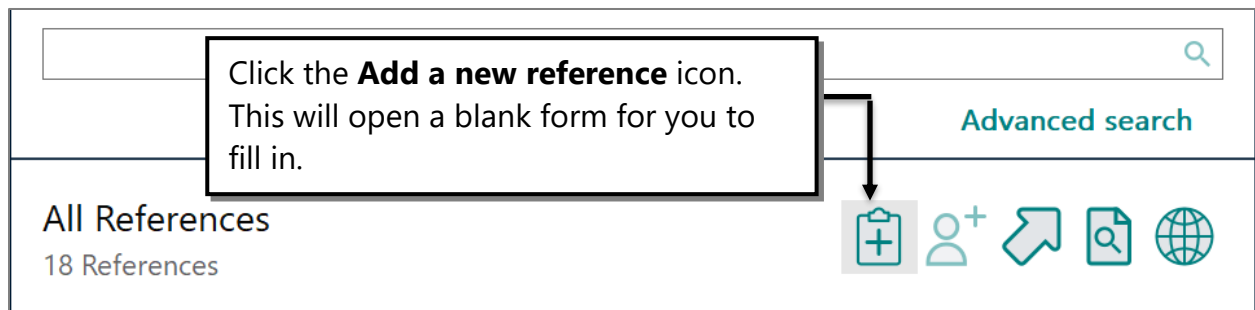 Click the Add a new reference icon.
This will open a blank form for you to
fill in.
Advanced search
All References
18 References